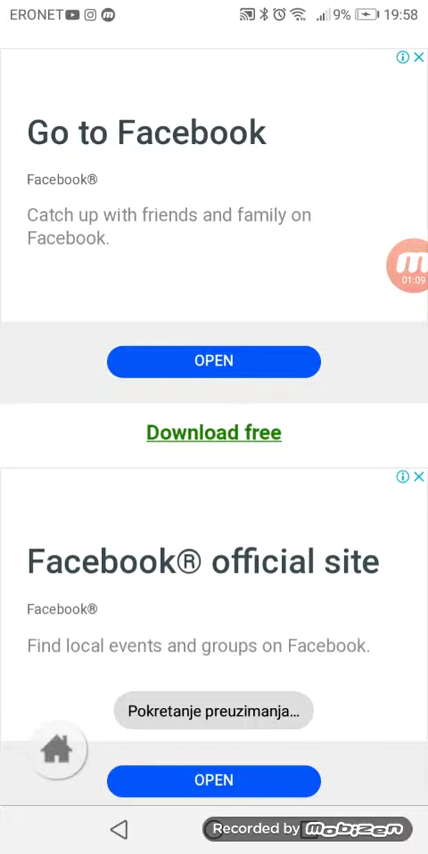 ERONET 9% 19:58
Go to Facebook
Facebook®
Catch up with friends and family on
Facebook.
m
01:09
OPEN
Download free
Facebook® official site
Facebook®
Find local events and groups on Facebook.
Pokretanje preuzimanja...
OPEN
Recorded by mobizen